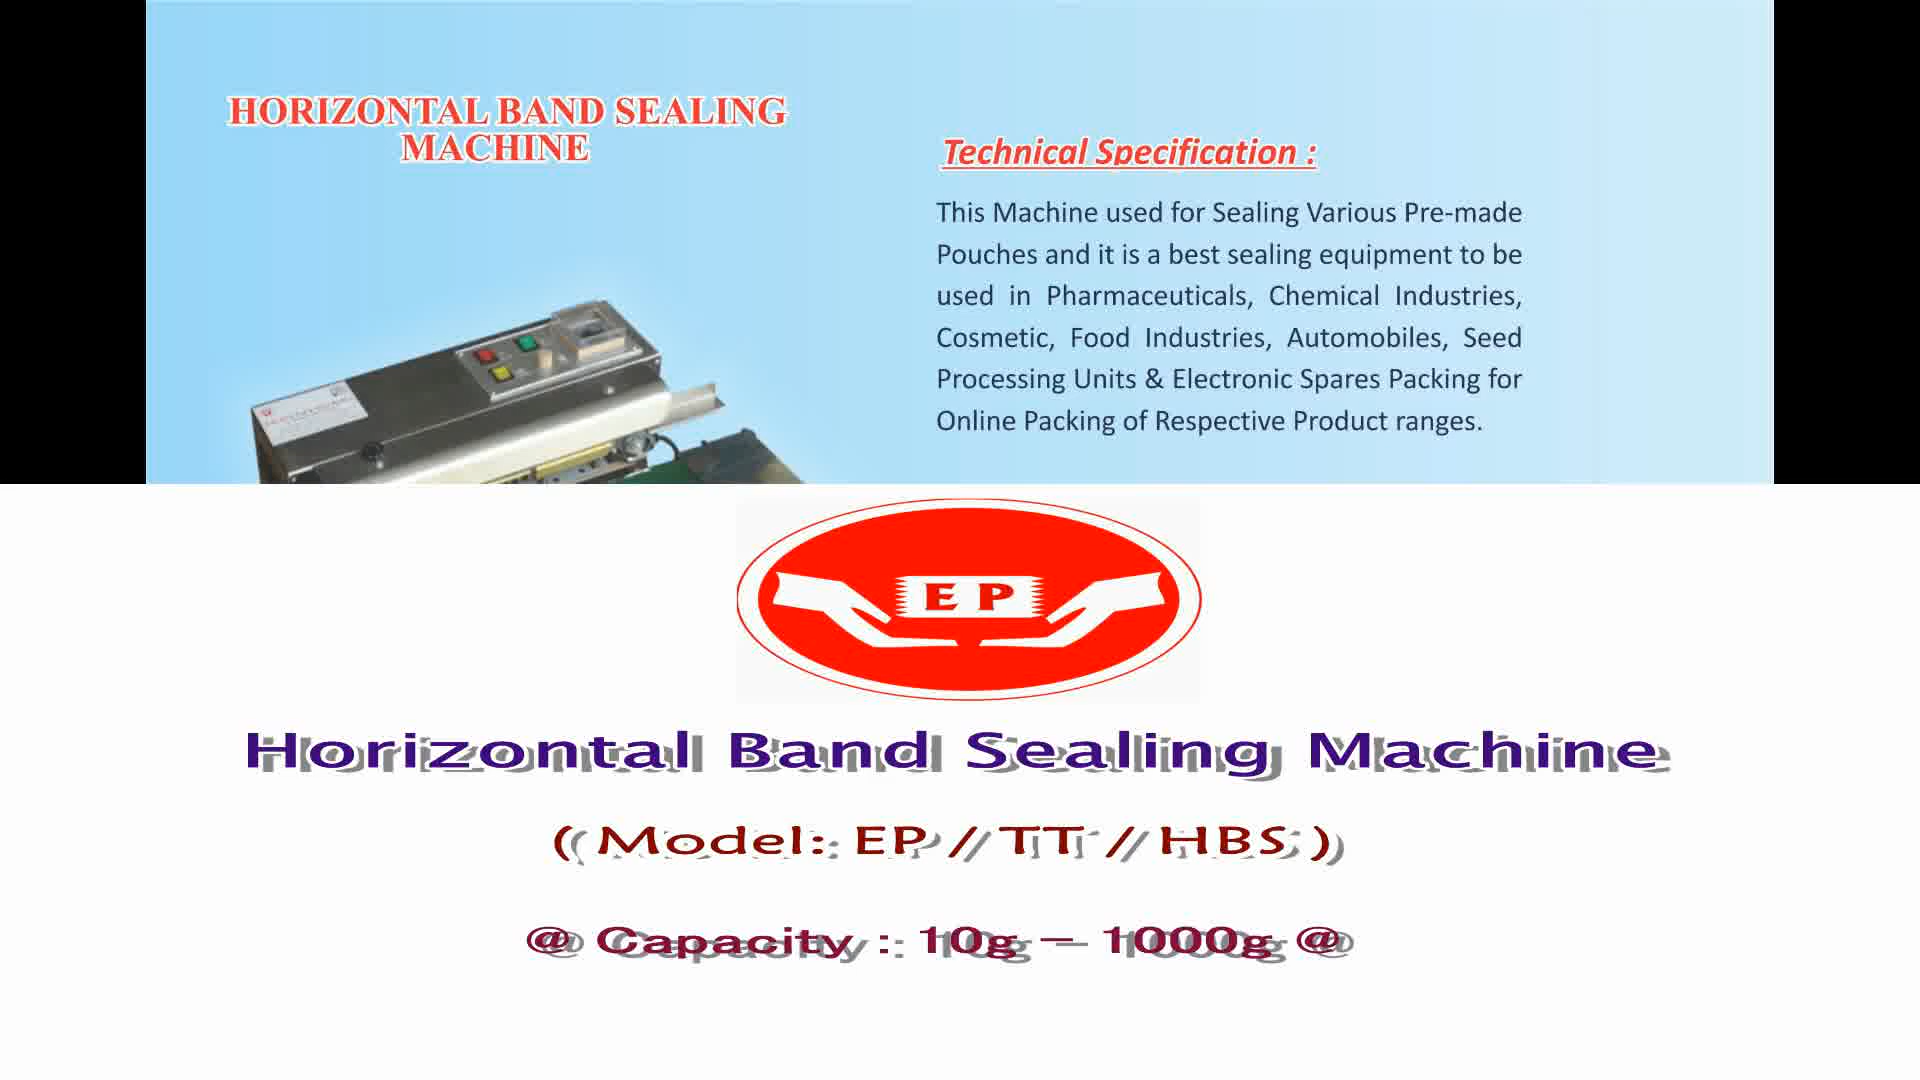 HORIZONTAL BAND SEALING
MACHINE
Technical Specification :
This Machine used for Sealing Various Pre-made
Pouches and it is a best sealing equipment to be
used in Pharmaceuticals, Chemical Industries,
Cosmetic, Food Industries, Automobiles, Seed
Processing Units & Electronic Spares Packing for
Online Packing of Respective Product ranges.
E P
Horizontal Band Sealing Machine
( Model: EP // TT // HBS )
@ Capacity : 10g – 1000g @